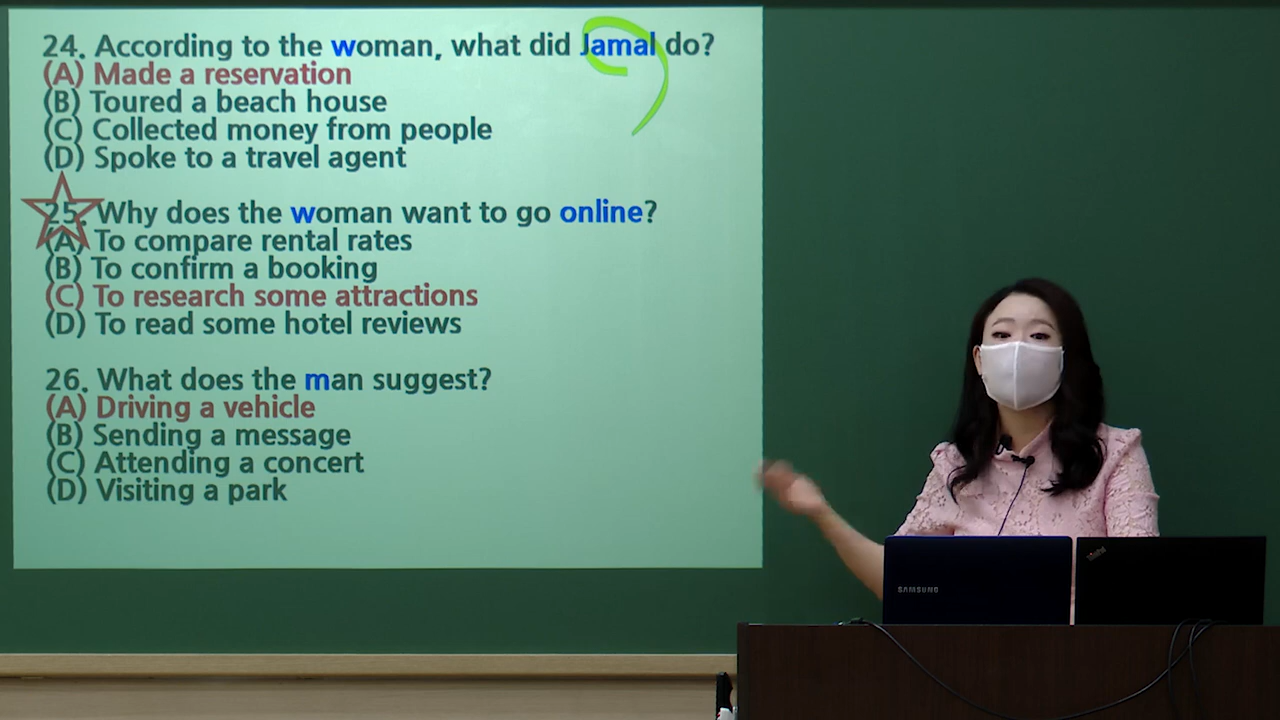 24. According to the woman, what did Jamal do?
(A) Made a reservation
(B) Toured a beach house
(C) Collected money from people
(D) Spoke to a travel agent
25. Why does the woman want to go online?
(A) To compare rental rates
(B) To confirm a booking
(C) To research some attractions
(D) To read some hotel reviews
26. What does the man suggest?
(A) Driving a vehicle
(B) Sending a message
(C) Attending a concert
(D) Visiting a park
SAMSUNG
ThinkPad